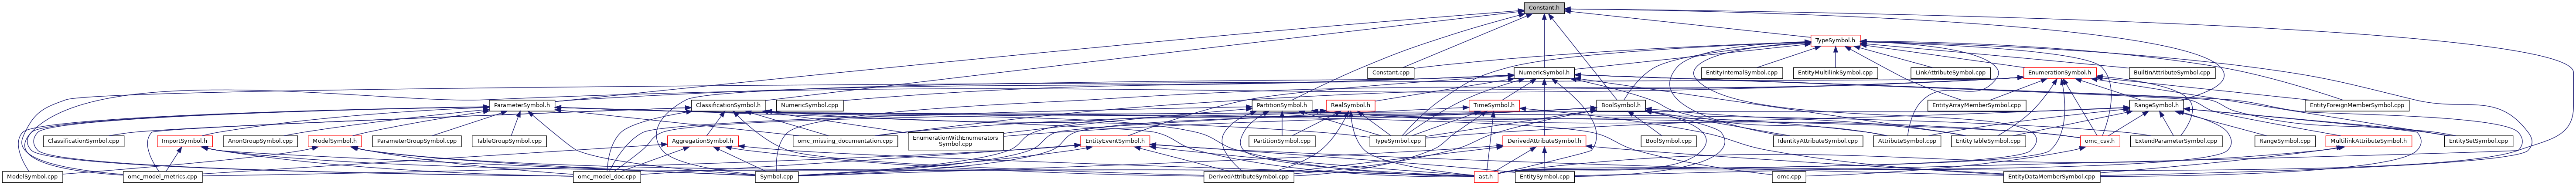 Constant.h
TypeSymbol.h
Constant.cpp
NumericSymbol.h
EntityInternalSymbol.cpp
EntityMultilinkSymbol.cpp
LinkAttributeSymbol.cpp
EnumerationSymbol.h
BuiltinAttributeSymbol.cpp
ParameterSymbol.h
ClassificationSymbol.h
NumericSymbol.cpp
PartitionSymbol.h
RealSymbol.h
TimeSymbol.h
BoolSymbol.h
EntityArrayMemberSymbol.cpp
RangeSymbol.h
EntityForeignMemberSymbol.cpp
ClassificationSymbol.cpp
ImportSymbol.h
AnonGroupSymbol.cpp
ModelSymbol.h
ParameterGroupSymbol.cpp
TableGroupSymbol.cpp
AggregationSymbol.h
omc_missing_documentation.cpp
EnumerationWithEnumerators
Symbol.cpp
EntityEventSymbol.h
PartitionSymbol.cpp
TypeSymbol.cpp
DerivedAttributeSymbol.h
BoolSymbol.cpp
IdentityAttributeSymbol.cpp
AttributeSymbol.cpp
EntityTableSymbol.cpp
omc_csv.h
ExtendParameterSymbol.cpp
RangeSymbol.cpp
MultilinkAttributeSymbol.h
EntitySetSymbol.cpp
ModelSymbol.cpp
omc_model_metrics.cpp
omc_model_doc.cpp
Symbol.cpp
DerivedAttributeSymbol.cpp
ast.h
EntitySymbol.cpp
omc.cpp
EntityDataMemberSymbol.cpp